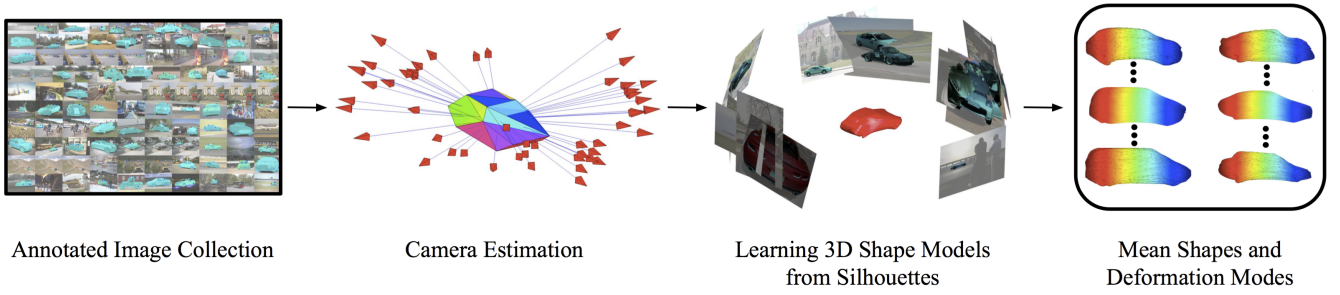 Annotated Image Collection
Camera Estimation
Learning 3D Shape Models
from Silhouettes
Mean Shapes and
Deformation Modes